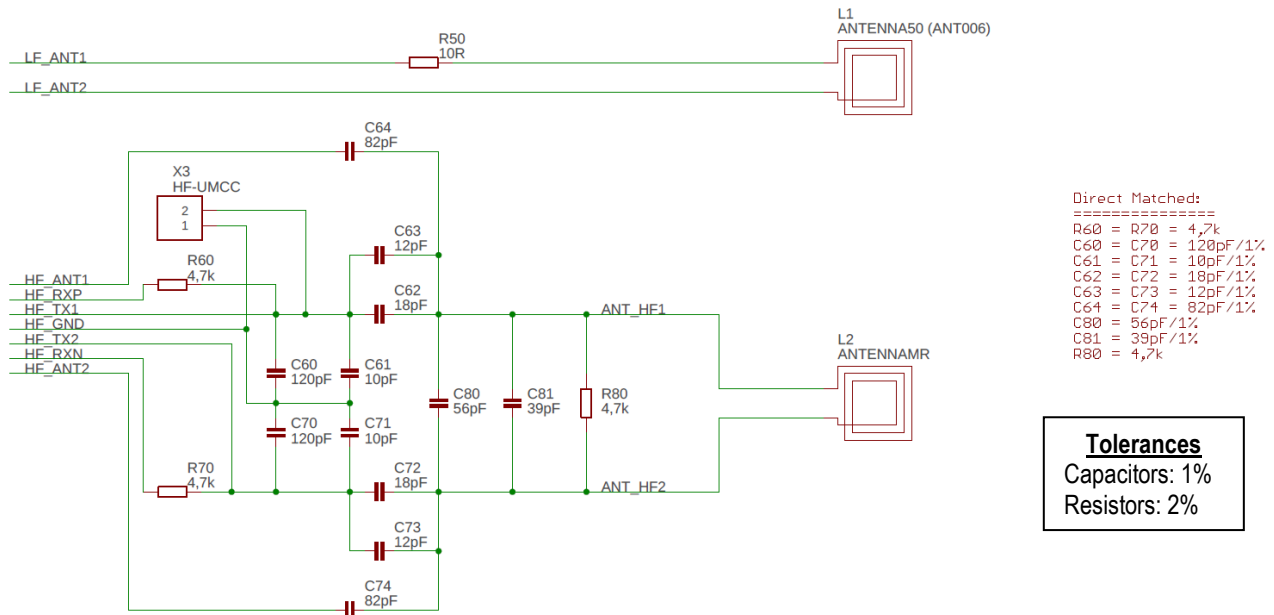 L1
ANTENNA50 (ANT006)
R50
10R
LF_ANT1
LF_ANT2
C64
82pF
X3
HF-UMCC
2
1
C63
12pF
R60
4,7k
HF_ANT1
HF_RXP
HF_TX1
HF_GND
HF_TX2
HF_RXN
HF_ANT2
C62
18pF
ANT_HF1
C60
120pF
C61
10pF
C80
56pF
C81
39pF
R80
4,7k
L2
ANTENNAMR
C70
120pF
C71
10pF
R70
4,7k
C72
18pF
ANT_HF2
C73
12pF
C74
82pF
Direct Matched:
===============
R60 = R70 = 4,7k
C60 = C70 = 120pF/1%
C61 = C71 = 10pF/1%
C62 = C72 = 18pF/1%
C63 = C73 = 12pF/1%
C64 = C74 = 82pF/1%
C80 = 56pF/1%
C81 = 39pF/1%
R80 = 4,7k
Tolerances
Capacitors: 1%
Resistors: 2%